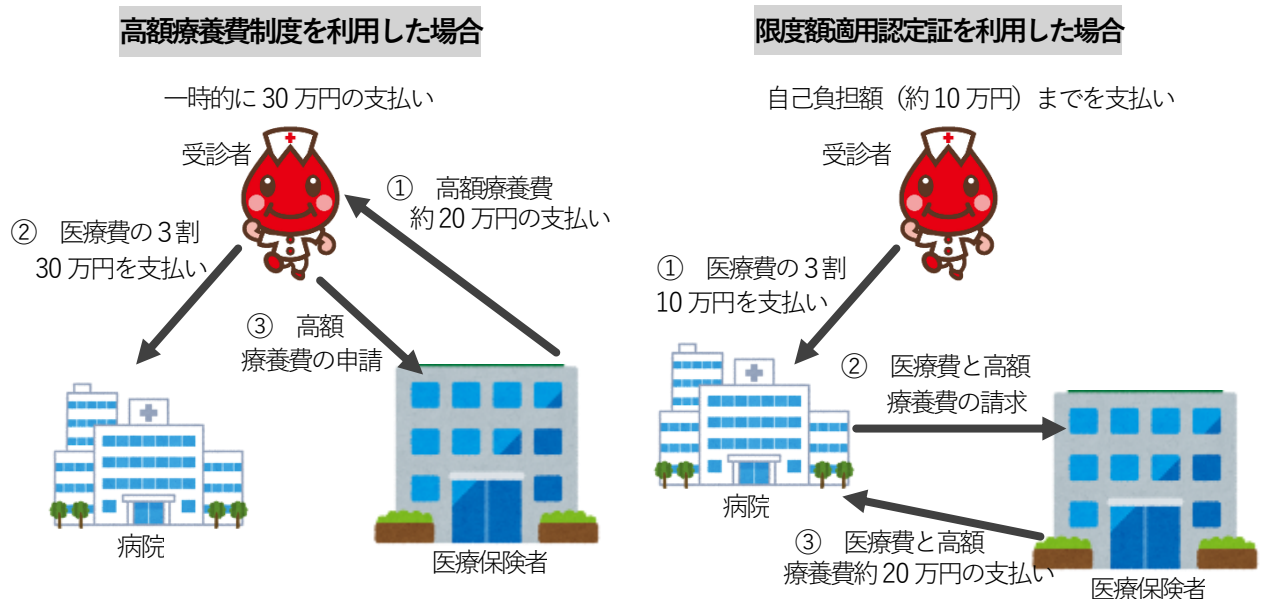 高額療養費制度を利用した場合
一時的に 30 万円の支払い
受診者
① 高額療養費
約 20 万円の支払い
② 医療費の 3 割
30 万円を支払い
③ 高額
療養費の申請
病院
医療保険者
限度額適用認定証を利用した場合
自己負担額（約 10 万円）までを支払い
受診者
① 医療費の 3 割
10 万円を支払い
② 医療費と高額
療養費の請求
病院
③ 医療費と高額
療養費約 20 万円の支払い
医療保険者